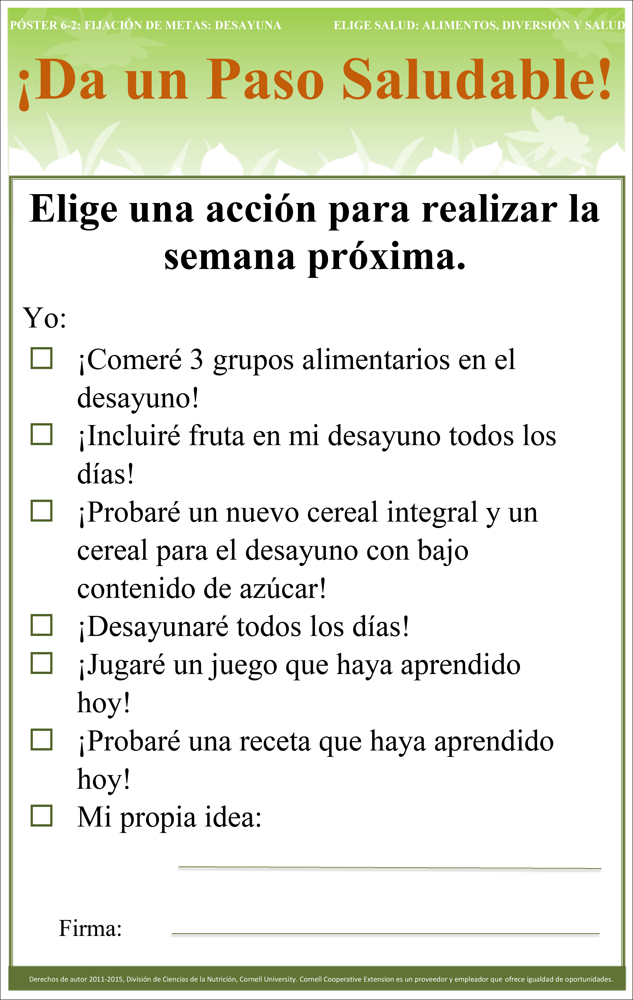 PÓSTER 6-2: FIJACIÓN DE METAS: DESAYUNA
ELIGE SALUD: ALIMENTOS, DIVERSIÓN Y SALUD
¡Da un Paso Saludable!
Elige una acción para realizar la
semana próxima.
Yo:
¡Comeré 3 grupos alimentarios en el
desayuno!
¡Incluiré fruta en mi desayuno todos los
días!
¡Probaré un nuevo cereal integral y un
cereal para el desayuno con bajo
contenido de azúcar!
¡Desayunaré todos los días!
¡Jugaré un juego que haya aprendido
hoy!
¡Probaré una receta que haya aprendido
hoy!
Mi propia idea:
Firma:
Derechos de autor 2011-2015, División de Ciencias de la Nutrición, Cornell University. Cornell Cooperative Extension es un proveedor y empleador que ofrece igualdad de oportunidades.